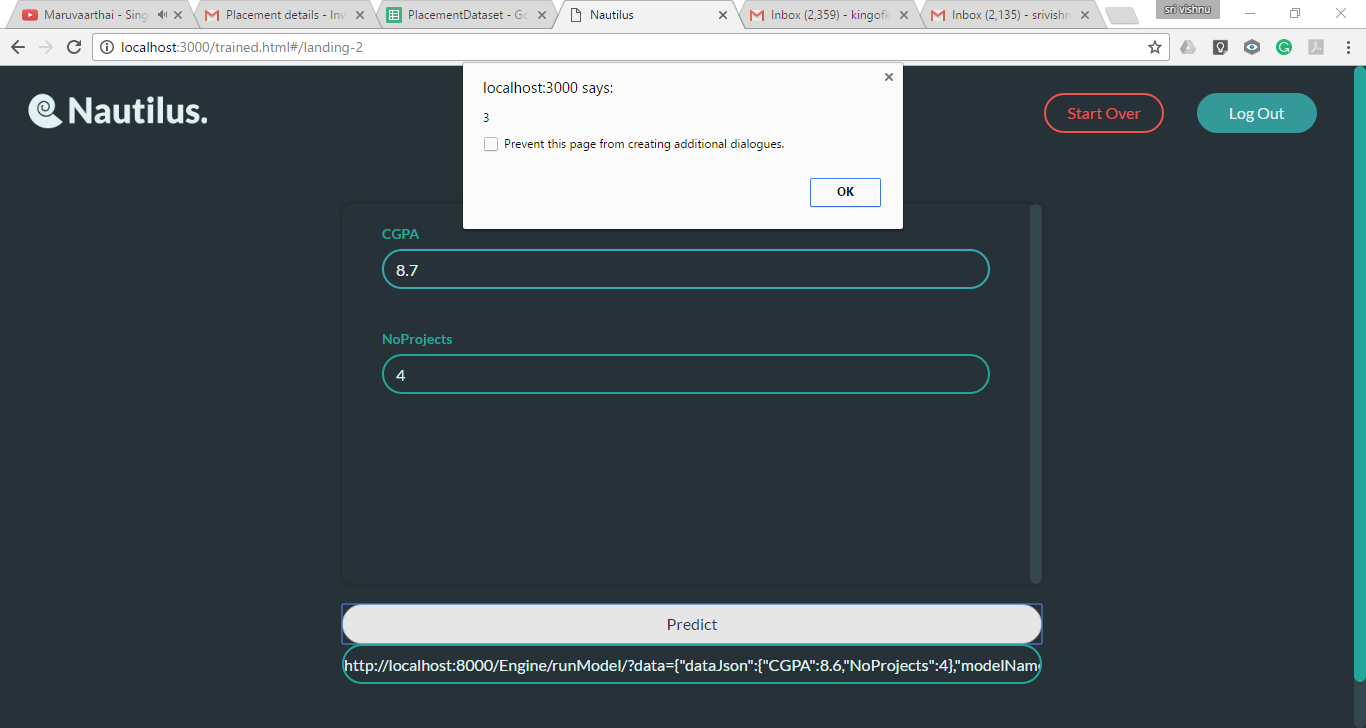 Maruvaarthai - Sing
Placement details - Inv
PlacementDataset - Go
Nautilus
Inbox (2,359) - kingofk
Inbox (2,135) - srivishn
sri vishnu
localhost:3000/trained.html#/landing-2
Nautilus.
localhost:3000 says:
3
Prevent this page from creating additional dialogues.
OK
Start Over
Log Out
CGPA
8.7
NoProjects
4
Predict
http://localhost:8000/Engine/runModel/?data={"dataJson":{"CGPA":8.6,"NoProjects":4},"modelName